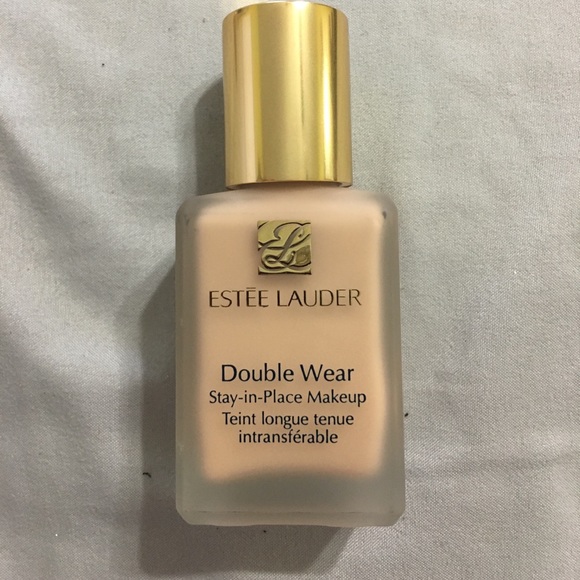 ESTĒE LAUDER
Double Wear
Stay-in-Place Makeup
Teint longue tenue
intransférable